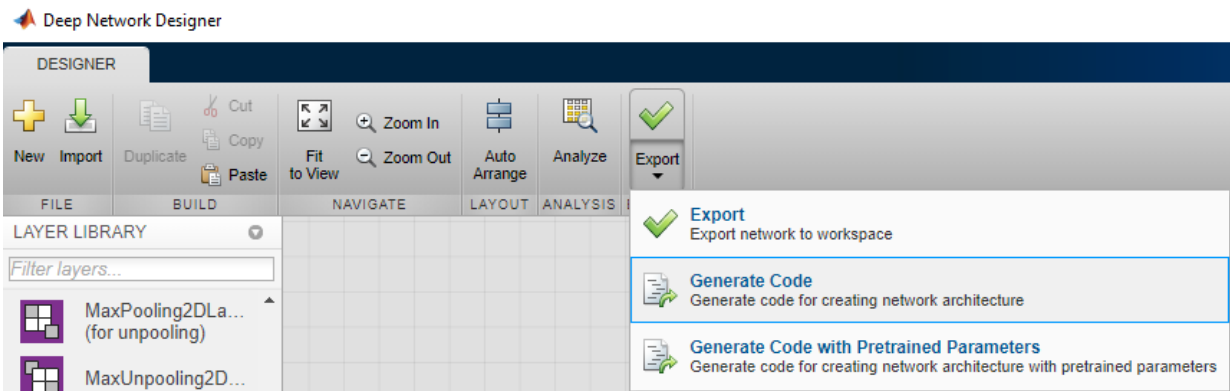 Deep Network Designer
DESIGNER
New
Import
Duplicate
Cut
Copy
Paste
Fit
to View
Zoom In
Zoom Out
Auto
Arrange
Analyze
Export
FILE
BUILD
NAVIGATE
LAYOUT
ANALYSIS
Export
Export network to workspace
Generate Code
Generate code for creating network architecture
Generate Code with Pretrained Parameters
Generate code for creating network architecture with pretrained parameters
LAYER LIBRARY
Filter layers...
MaxPooling2DLa...
(for unpooling)
MaxUnpooling2D...